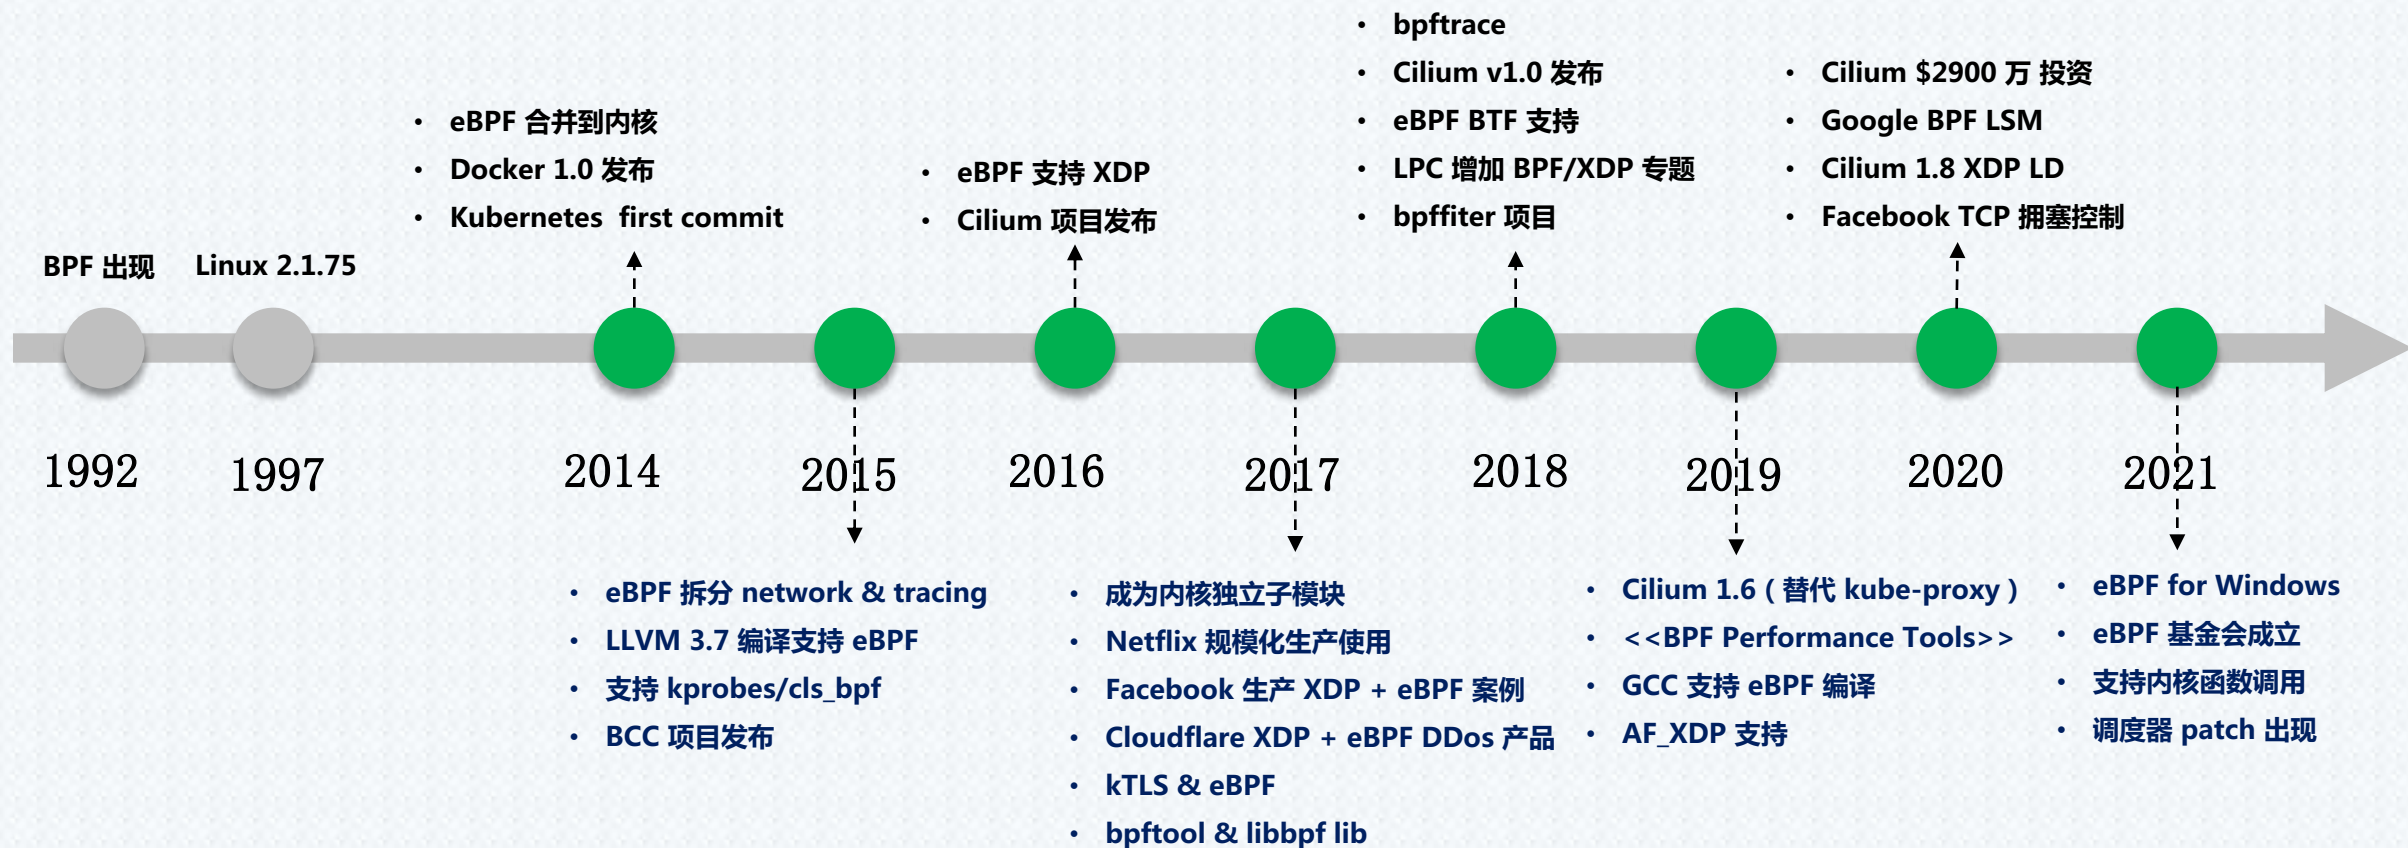 BPF 出现
Linux 2.1.75
• eBPF 合并到内核
• Docker 1.0 发布
• Kubernetes first commit
• eBPF 支持 XDP
• Cilium 项目发布
• bpftrace
• Cilium v1.0 发布
• eBPF BTF 支持
• LPC 增加 BPF/XDP 专题
• bpffiter 项目
• Cilium $2900 万 投资
• Google BPF LSM
• Cilium 1.8 XDP LD
• Facebook TCP 拥塞控制
1992
1997
2014
2015
2016
2017
2018
2019
2020
2021
• eBPF 拆分 network & tracing
• LLVM 3.7 编译支持 eBPF
• 支持 kprobes/cls_bpf
• BCC 项目发布
• 成为内核独立子模块
• Netflix 规模化生产使用
• Facebook 生产 XDP + eBPF 案例
• Cloudflare XDP + eBPF DDos 产品
• kTLS & eBPF
• bpftool & libbpf lib
• Cilium 1.6 ( 替代 kube-proxy )
• <<BPF Performance Tools>>
• GCC 支持 eBPF 编译
• AF_XDP 支持
• eBPF for Windows
• eBPF 基金会成立
• 支持内核函数调用
• 调度器 patch 出现